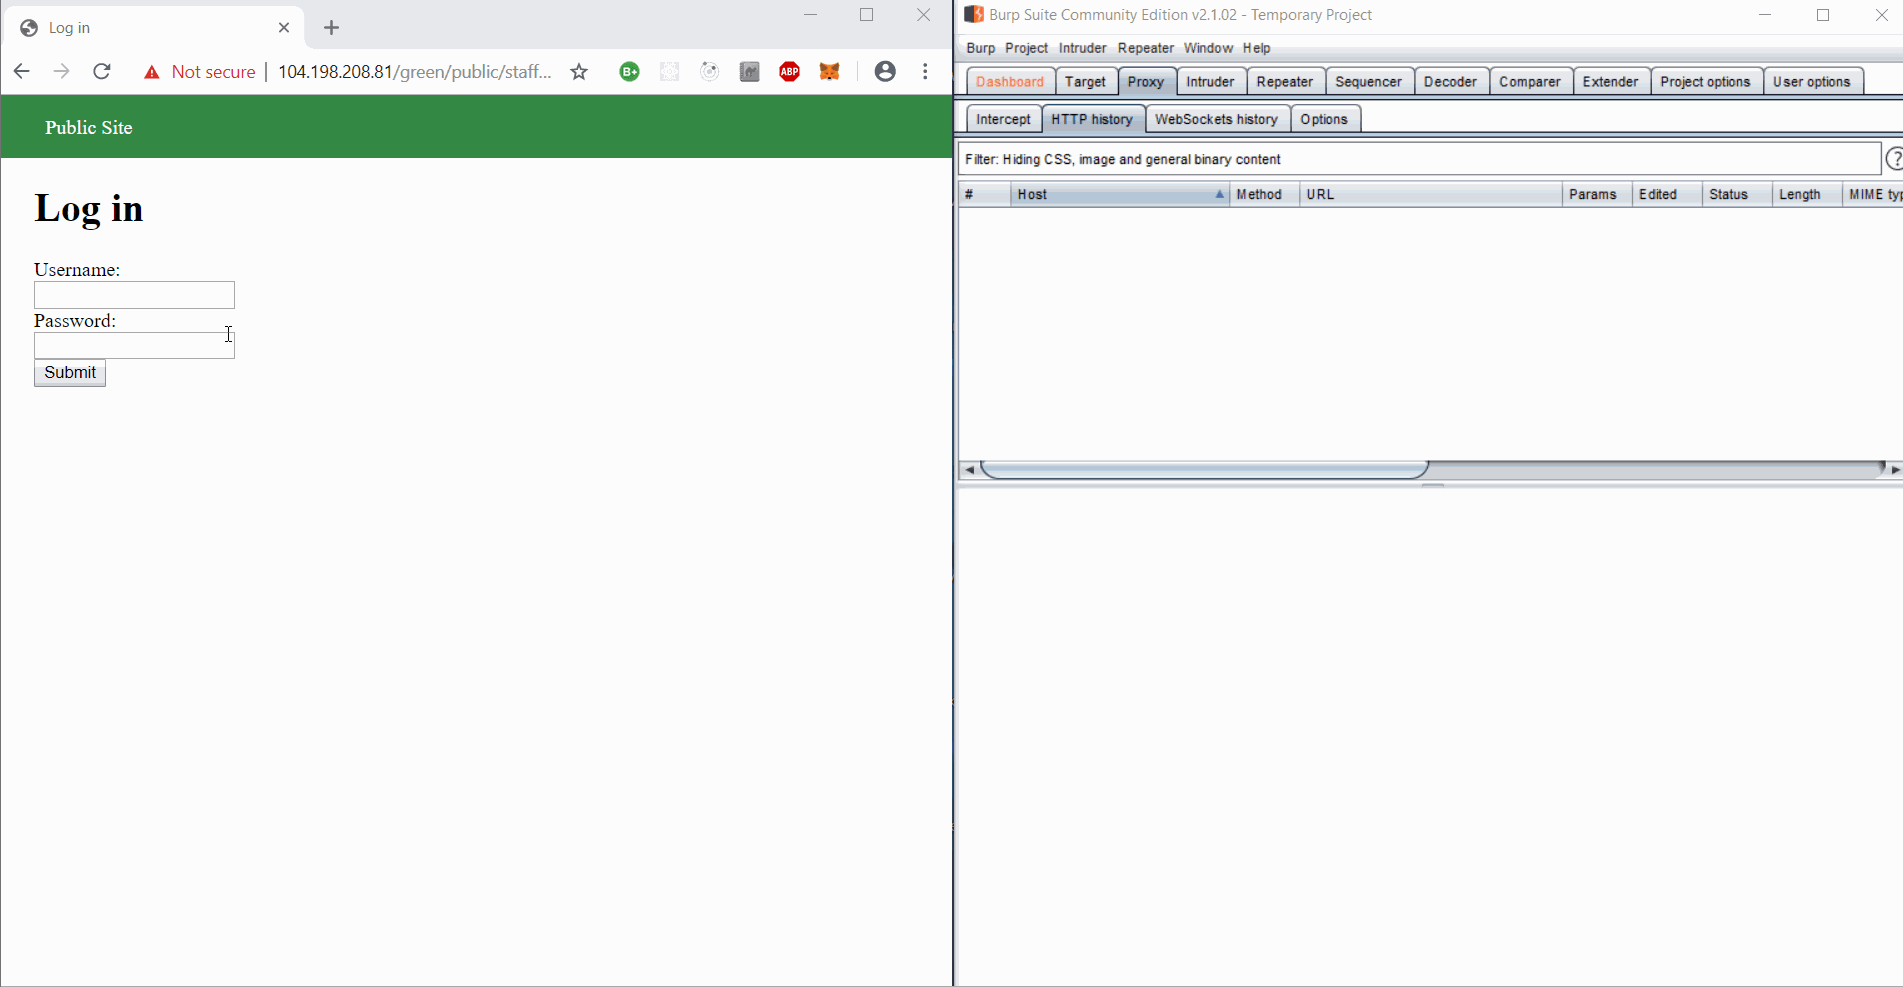 Log in
Not secure
104.198.208.81/green/public/staff...
B+
ABP
Public Site
Log in
Username:
Password:
Submit
Burp Suite Community Edition v2.1.02 - Temporary Project
Burp Project Intruder Repeater Window Help
Dashboard Target Proxy Intruder Repeater Sequencer Decoder Comparer Extender Project options User options
Intercept HTTP history WebSockets history Options
Filter: Hiding CSS, image and general binary content
?
# Host Method URL Params Edited Status Length MIME typ